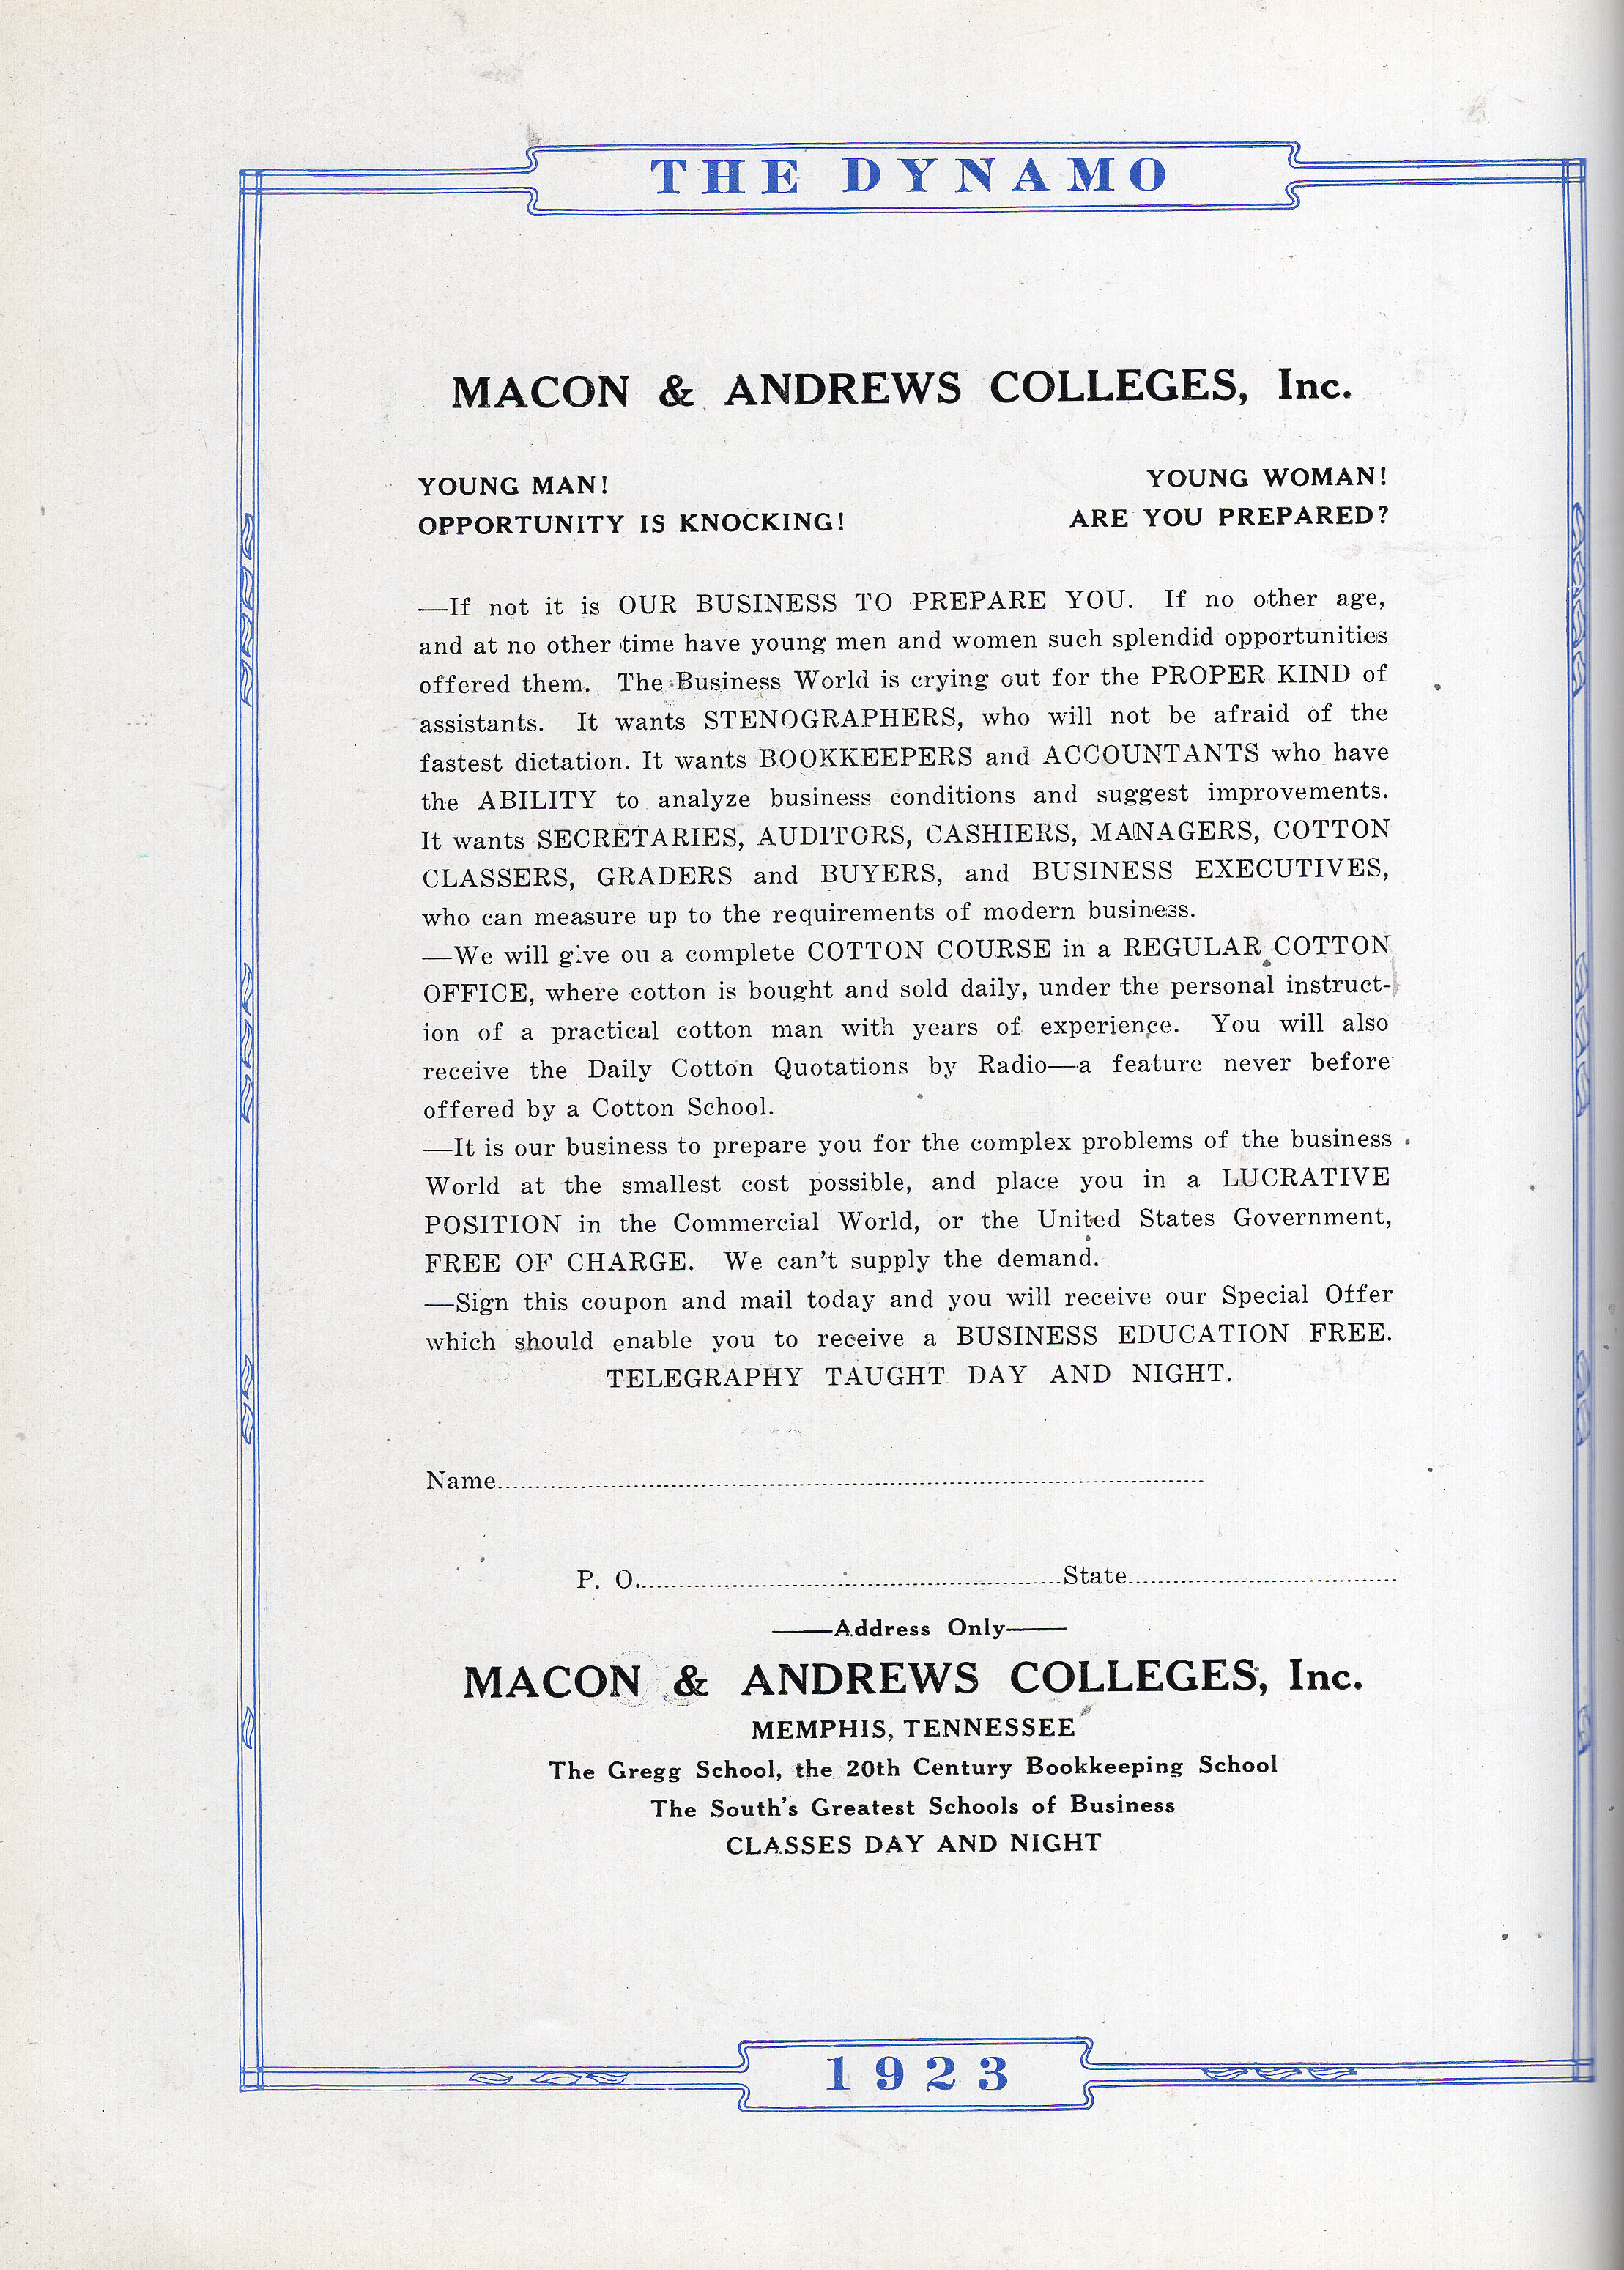 THE DYNAMO
MACON & ANDREWS COLLEGES, Inc.
YOUNG MAN! YOUNG WOMAN!
OPPORTUNITY IS KNOCKING! ARE YOU PREPARED?
—If not it is OUR BUSINESS TO PREPARE YOU. If no other age,
and at no other time have young men and women such splendid opportunities
offered them. The Business World is crying out for the PROPER KIND of
assistants. It wants STENOGRAPHERS, who will not be afraid of the
fastest dictation. It wants BOOKKEEPERS and ACCOUNTANTS who have
the ABILITY to analyze business conditions and suggest improvements.
It wants SECRETARIES, AUDITORS, CASHIERS, MANAGERS, COTTON
CLASSERS, GRADERS and BUYERS, and BUSINESS EXECUTIVES,
who can measure up to the requirements of modern business.
—We will give ou a complete COTTON COURSE in a REGULAR COTTON
OFFICE, where cotton is bought and sold daily, under the personal instruct-
ion of a practical cotton man with years of experience. You will also
receive the Daily Cotton Quotations by Radio—a feature never before
offered by a Cotton School.
—It is our business to prepare you for the complex problems of the business
World at the smallest cost possible, and place you in a LUCRATIVE
POSITION in the Commercial World, or the United States Government,
FREE OF CHARGE. We can't supply the demand.
—Sign this coupon and mail today and you will receive our Special Offer
which should enable you to receive a BUSINESS EDUCATION FREE.
TELEGRAPHY TAUGHT DAY AND NIGHT.
Name........................................
P. O.........................State....................
——Address Only——
MACON & ANDREWS COLLEGES, Inc.
MEMPHIS, TENNESSEE
The Gregg School, the 20th Century Bookkeeping School
The South's Greatest Schools of Business
CLASSES DAY AND NIGHT
1923